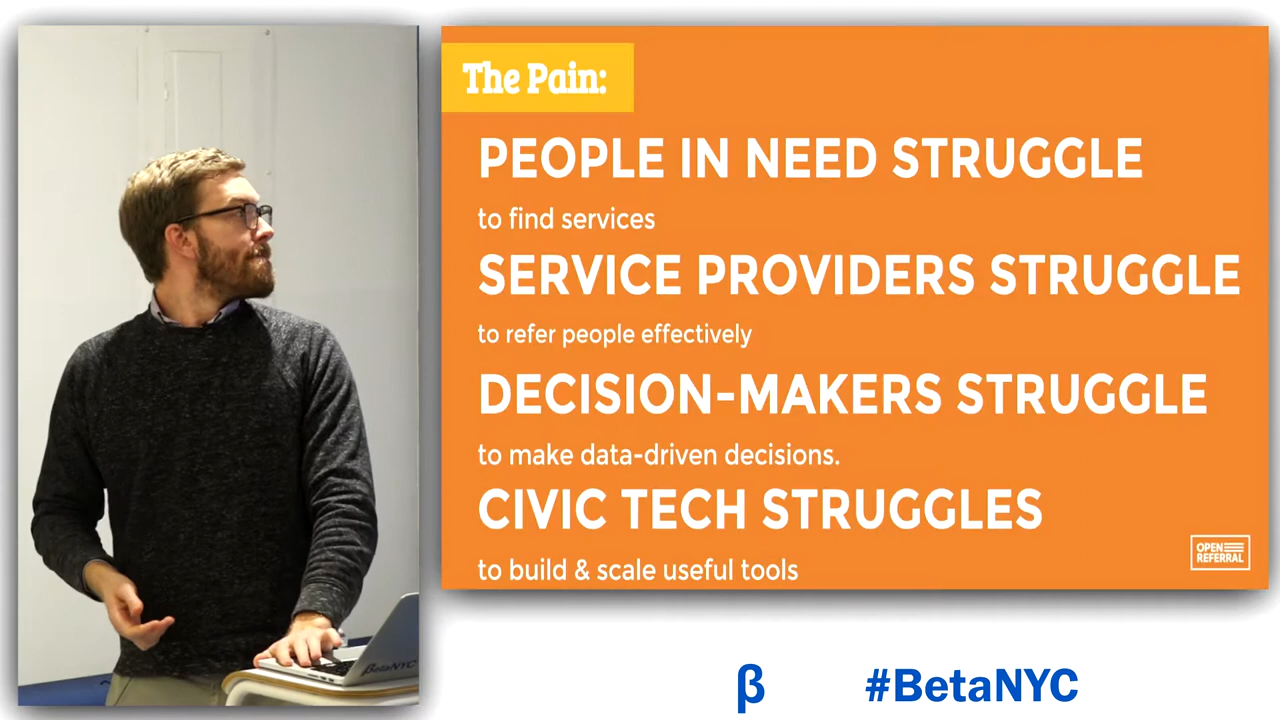 The Pain:
PEOPLE IN NEED STRUGGLE
to find services
SERVICE PROVIDERS STRUGGLE
to refer people effectively
DECISION-MAKERS STRUGGLE
to make data-driven decisions.
CIVIC TECH STRUGGLES
to build & scale useful tools
OPEN
REFERRAL
BetaNYC
β #BetaNYC